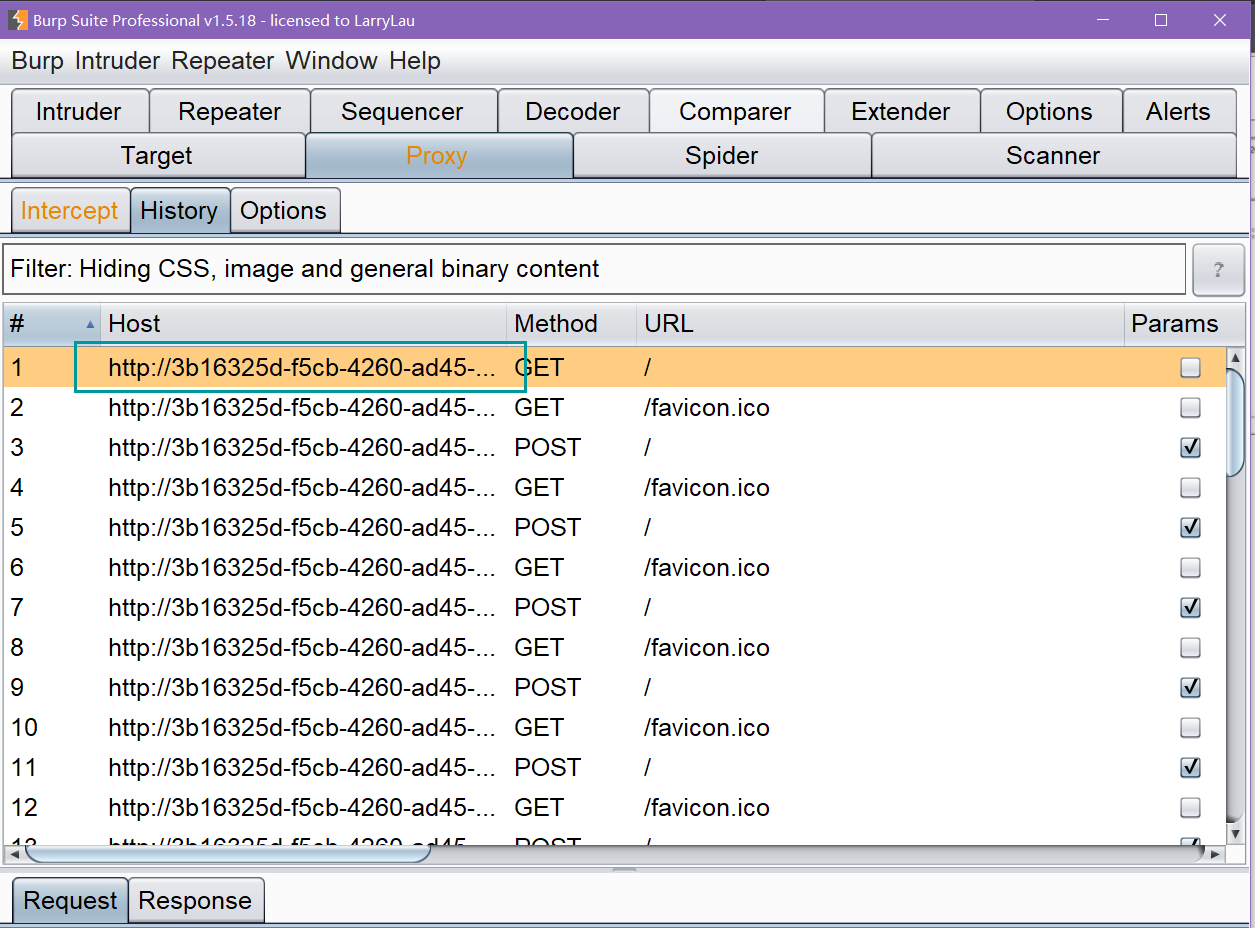 Burp Suite Professional v1.5.18 - licensed to LarryLau
Burp Intruder Repeater Window Help
Intruder Repeater Sequencer Decoder Comparer Extender Options Alerts
Target Proxy Spider Scanner
Intercept History Options
Filter: Hiding CSS, image and general binary content ?
# Host Method URL Params
1 http://3b16325d-f5cb-4260-ad45-... GET /
2 http://3b16325d-f5cb-4260-ad45-... GET /favicon.ico
3 http://3b16325d-f5cb-4260-ad45-... POST /
4 http://3b16325d-f5cb-4260-ad45-... GET /favicon.ico
5 http://3b16325d-f5cb-4260-ad45-... POST /
6 http://3b16325d-f5cb-4260-ad45-... GET /favicon.ico
7 http://3b16325d-f5cb-4260-ad45-... POST /
8 http://3b16325d-f5cb-4260-ad45-... GET /favicon.ico
9 http://3b16325d-f5cb-4260-ad45-... POST /
10 http://3b16325d-f5cb-4260-ad45-... GET /favicon.ico
11 http://3b16325d-f5cb-4260-ad45-... POST /
12 http://3b16325d-f5cb-4260-ad45-... GET /favicon.ico
13 http://3b16325d-f5cb-4260-ad45-... POST /
Request Response